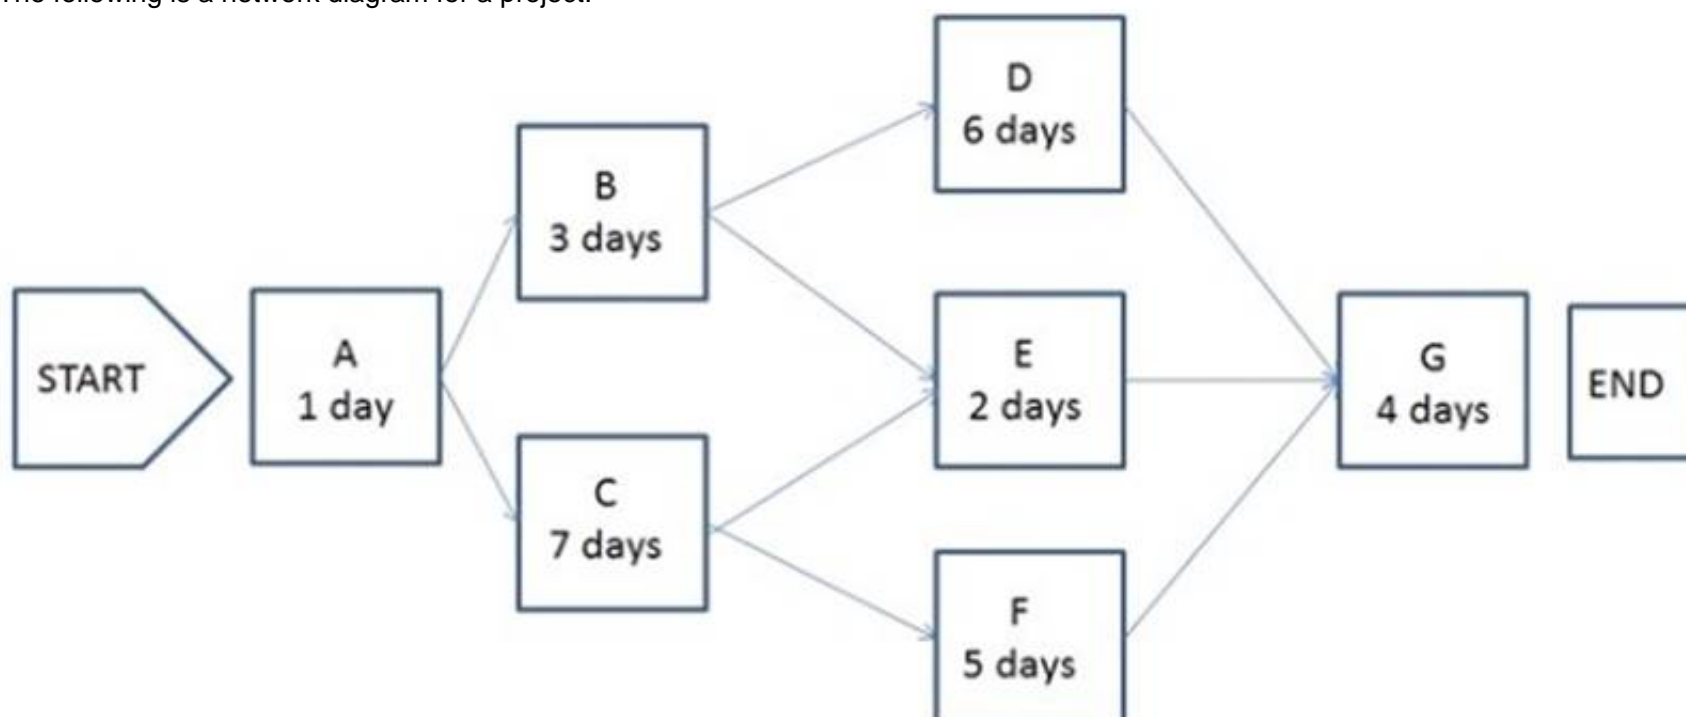 The following is a network diagram for a project.
D
6 days
B
3 days
START
A
1 day
E
2 days
G
4 days
END
C
7 days
F
5 days